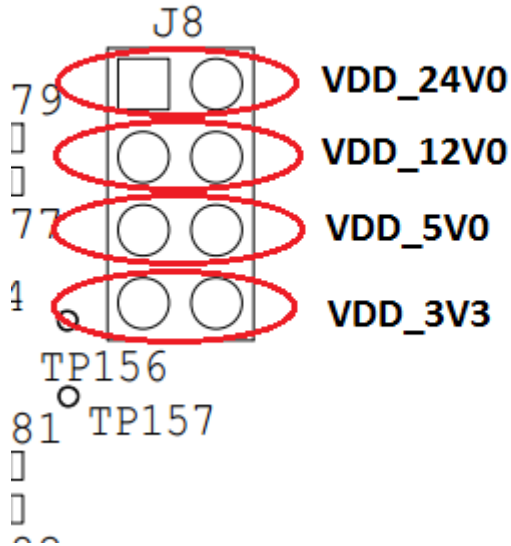 J8
79
VDD_24V0
VDD_12V0
77
VDD_5V0
4
VDD_3V3
TP156
TP157
81